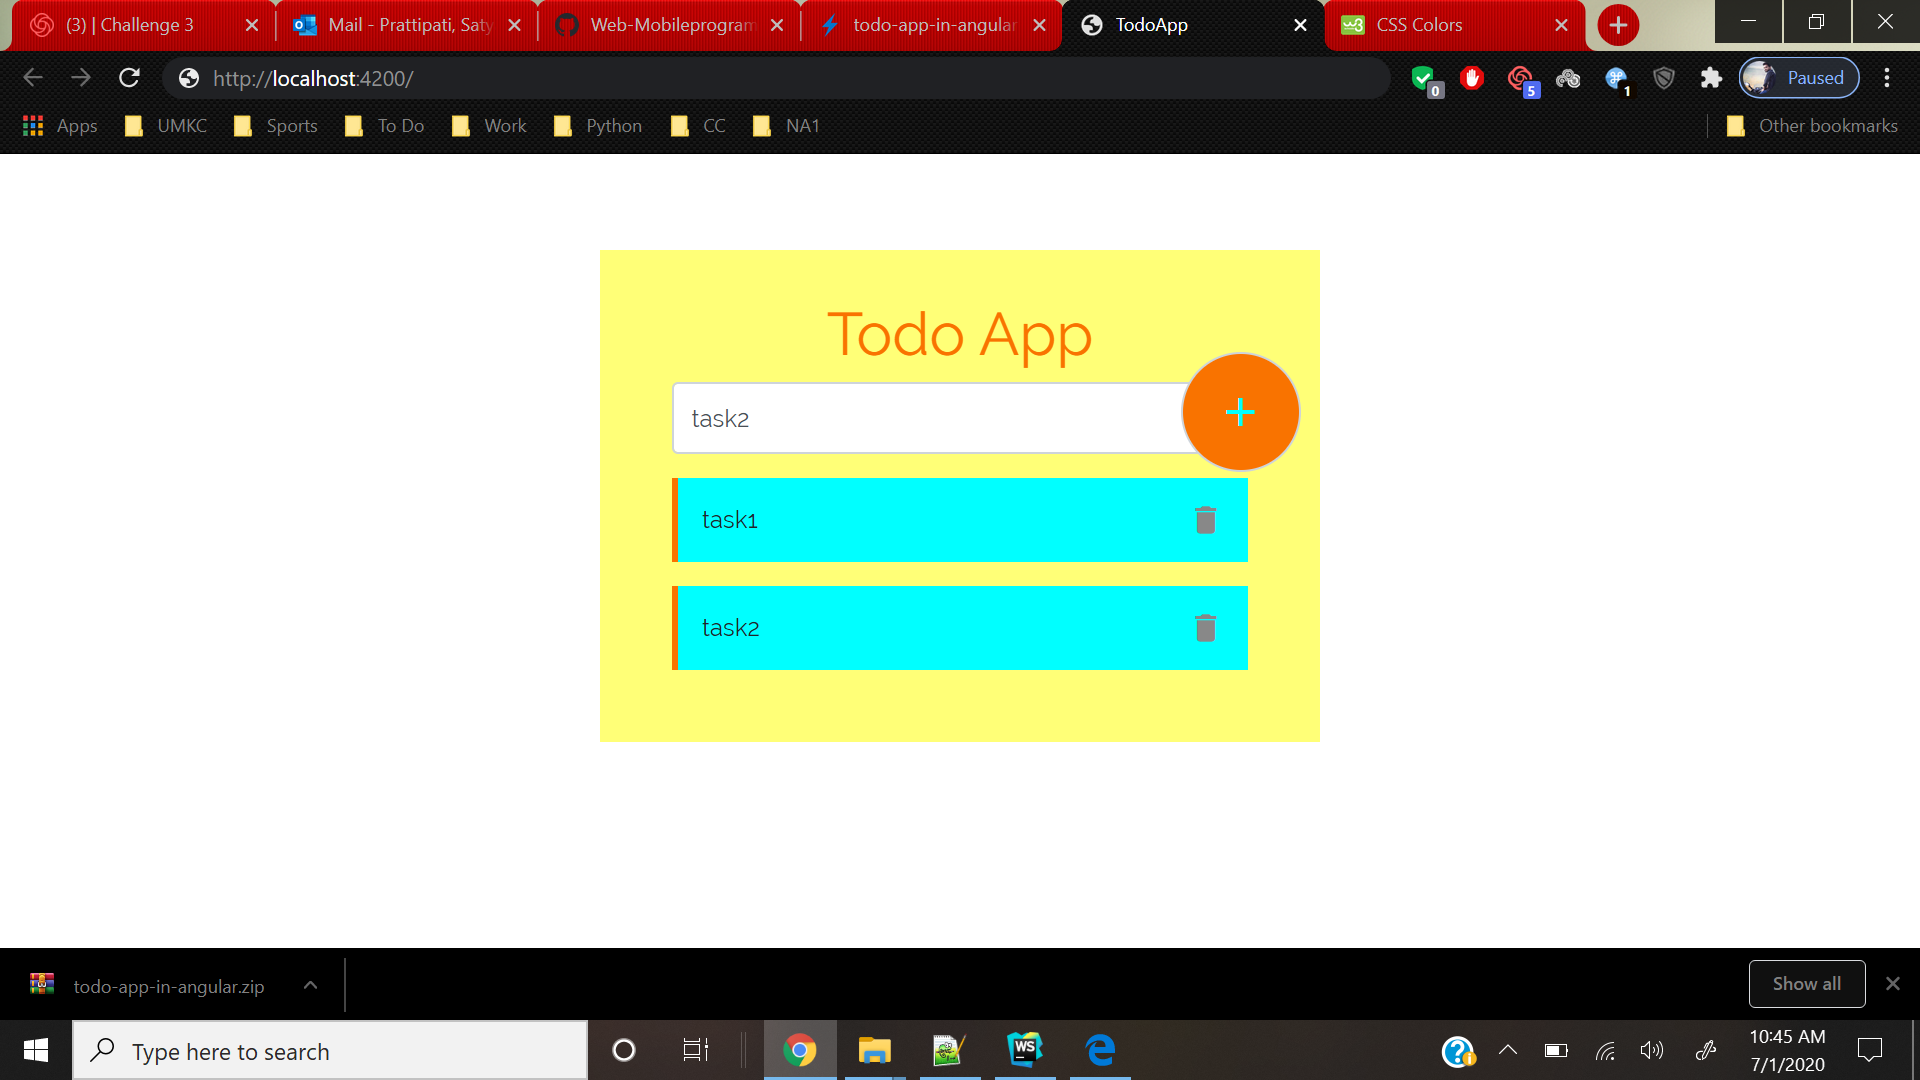 (3) | Challenge 3
Mail - Prattipati, Saty
Web-Mobileprogram
todo-app-in-angular
TodoApp
CSS Colors
http://localhost:4200/
0
5
1
Paused
Apps
UMKC
Sports
To Do
Work
Python
CC
NA1
Other bookmarks
Todo App
task2
+
task1
task2
todo-app-in-angular.zip
Show all
Type here to search
WS
10:45 AM
7/1/2020